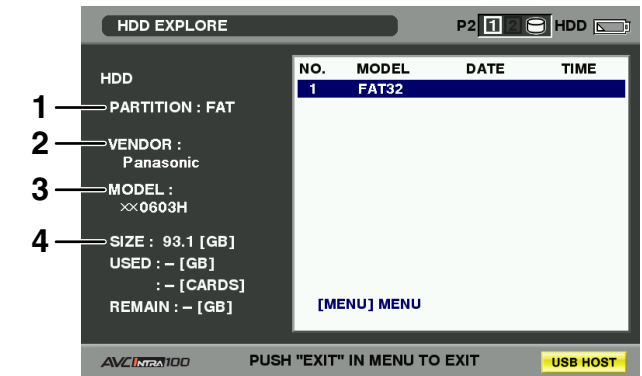 HDD EXPLORE
P2 1 2 HDD
HDD
1 PARTITION : FAT
2 VENDOR :
Panasonic
3 MODEL :
××0603H
4 SIZE : 93.1 [GB]
USED : – [GB]
: – [CARDS]
REMAIN : – [GB]
NO. MODEL DATE TIME
1 FAT32
[MENU] MENU
AVC INTRA 100
PUSH "EXIT" IN MENU TO EXIT
USB HOST